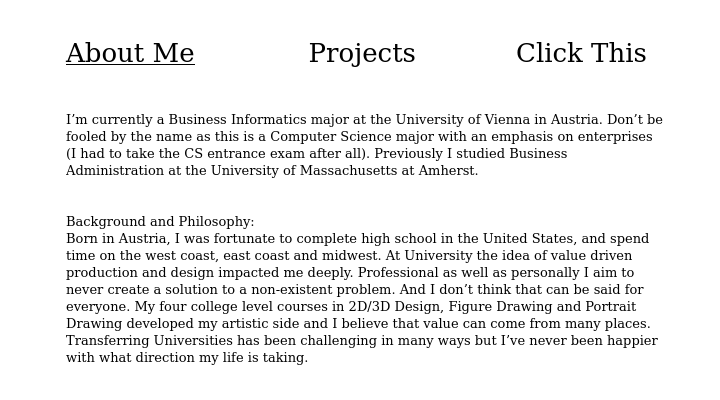 About Me Projects Click This
I’m currently a Business Informatics major at the University of Vienna in Austria. Don’t be
fooled by the name as this is a Computer Science major with an emphasis on enterprises
(I had to take the CS entrance exam after all). Previously I studied Business
Administration at the University of Massachusetts at Amherst.
Background and Philosophy:
Born in Austria, I was fortunate to complete high school in the United States, and spend
time on the west coast, east coast and midwest. At University the idea of value driven
production and design impacted me deeply. Professional as well as personally I aim to
never create a solution to a non-existent problem. And I don’t think that can be said for
everyone. My four college level courses in 2D/3D Design, Figure Drawing and Portrait
Drawing developed my artistic side and I believe that value can come from many places.
Transferring Universities has been challenging in many ways but I’ve never been happier
with what direction my life is taking.